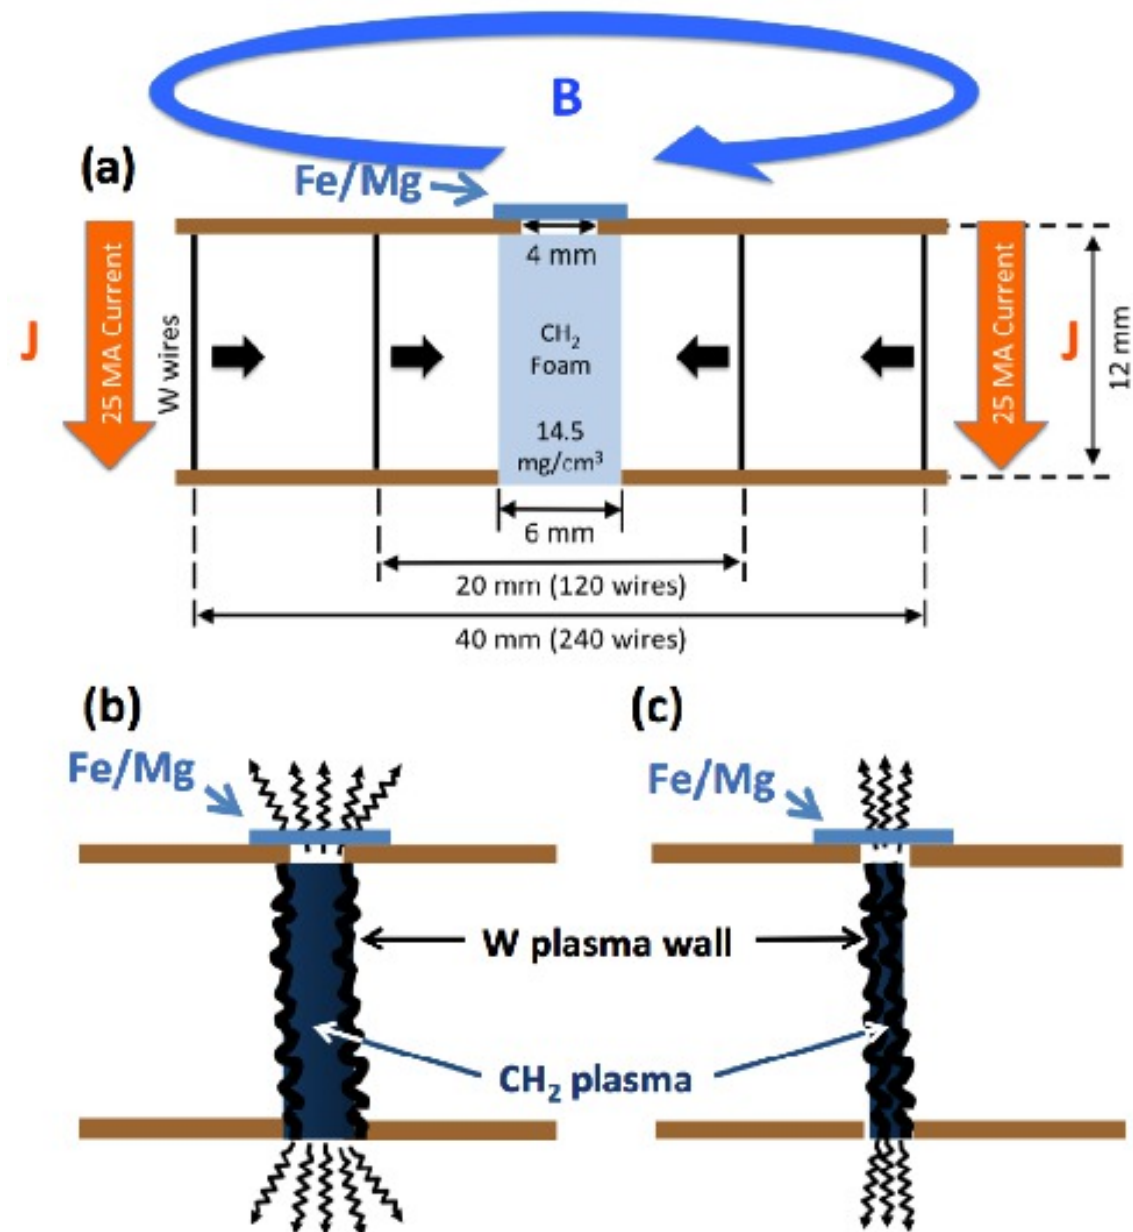 B
(a)
Fe/Mg
4 mm
J
25 MA Current
W wires
CH₂
Foam
14.5
mg/cm³
25 MA Current
J
12 mm
6 mm
20 mm (120 wires)
40 mm (240 wires)
(b)
(c)
Fe/Mg
Fe/Mg
W plasma wall
CH₂ plasma